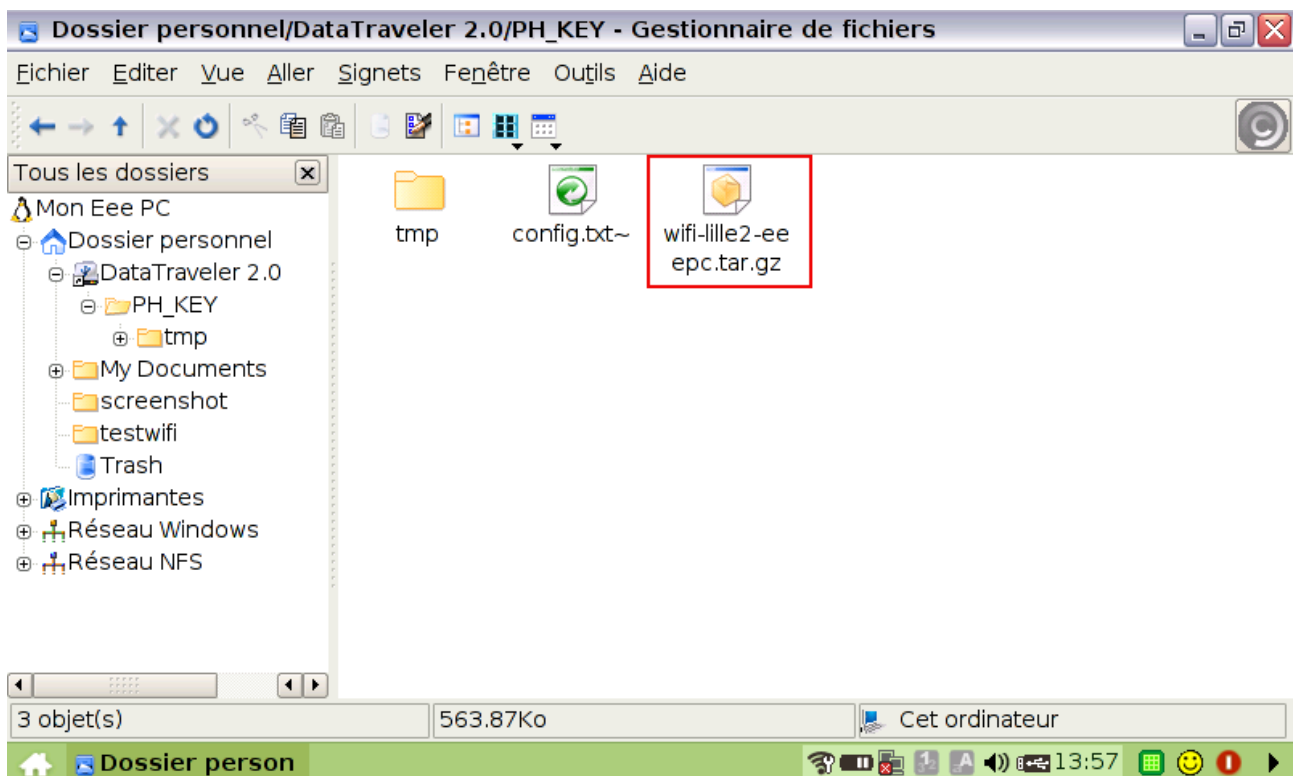 Dossier personnel/DataTraveler 2.0/PH_KEY - Gestionnaire de fichiers
Fichier Editer Vue Aller Signets Fenêtre Outils Aide
Tous les dossiers
Mon Eee PC
Dossier personnel
DataTraveler 2.0
PH_KEY
tmp
My Documents
screenshot
testwifi
Trash
Imprimantes
Réseau Windows
Réseau NFS
tmp
config.txt~
wifi-lille2-ee
epc.tar.gz
3 objet(s)
563.87Ko
Cet ordinateur
Dossier person
13:57